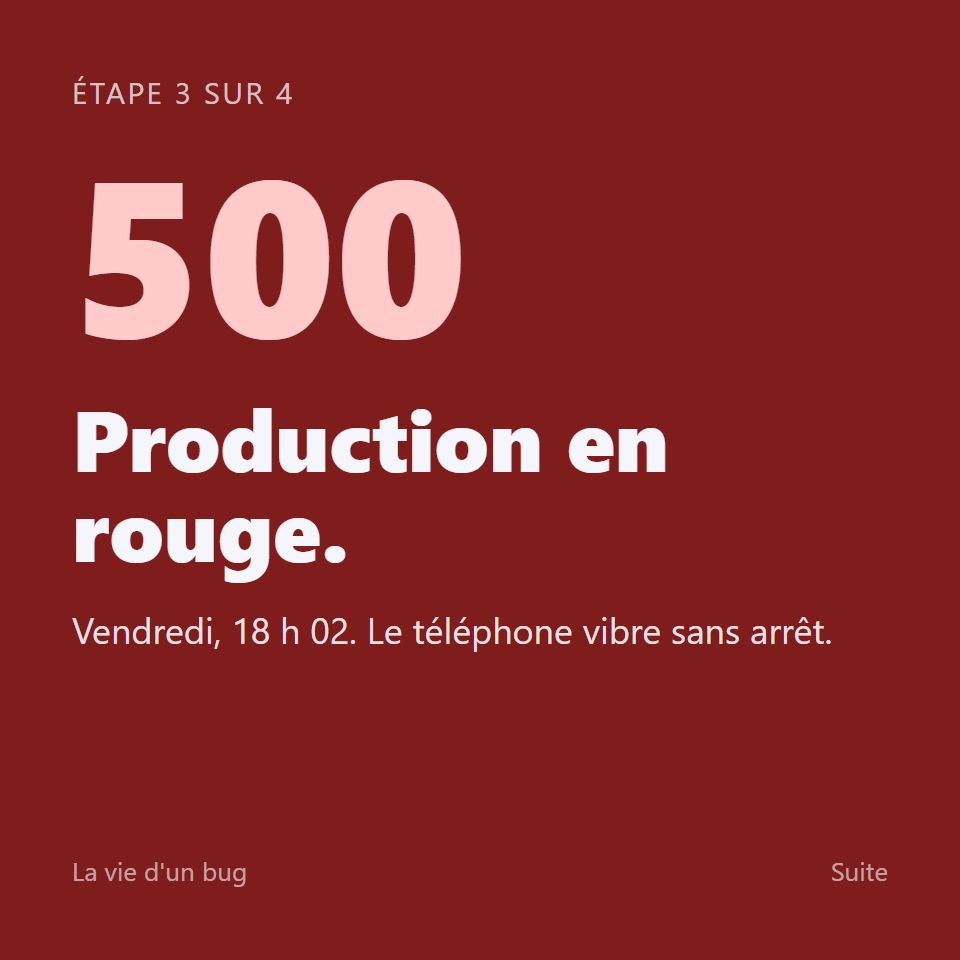 ÉTAPE 3 SUR 4
500
Production en
rouge.
Vendredi, 18 h 02. Le téléphone vibre sans arrêt.
La vie d'un bug
Suite